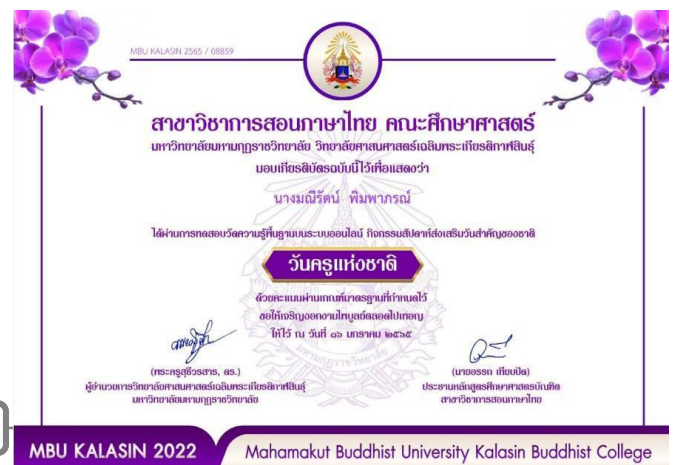 MBU KALASIN 2565 / 08859
สาขาวิชาการสอนภาษาไทย คณะศึกษาศาสตร์
มหาวิทยาลัยมหามกุฏราชวิทยาลัย วิทยาลัยศาสนศาสตร์เฉลิมพระเกียรติกาฬสินธุ์
มอบเกียรติบัตรฉบับนี้ไว้เพื่อแสดงว่า
นางมณีรัตน์ พิมพาภรณ์
ได้ผ่านการทดสอบวัดความรู้พื้นฐานบนระบบออนไลน์ กิจกรรมสัปดาห์ส่งเสริมวันสำคัญของชาติ
วันครูแห่งชาติ
ด้วยคะแนนผ่านเกณฑ์มาตรฐานที่กำหนดไว้
ขอให้เจริญงอกงามไพบูลย์ตลอดไปเทอญ
ให้ไว้ ณ วันที่ ๑๖ มกราคม ๒๕๖๕
(พระครูสุธีวรสาร, ดร.)
ผู้อำนวยการวิทยาลัยศาสนศาสตร์เฉลิมพระเกียรติกาฬสินธุ์
มหาวิทยาลัยมหามกุฏราชวิทยาลัย
(นายอรรถ เทียบปัด)
ประธานหลักสูตรศึกษาศาสตรบัณฑิต
สาขาวิชาการสอนภาษาไทย
MBU KALASIN 2022
Mahamakut Buddhist University Kalasin Buddhist College